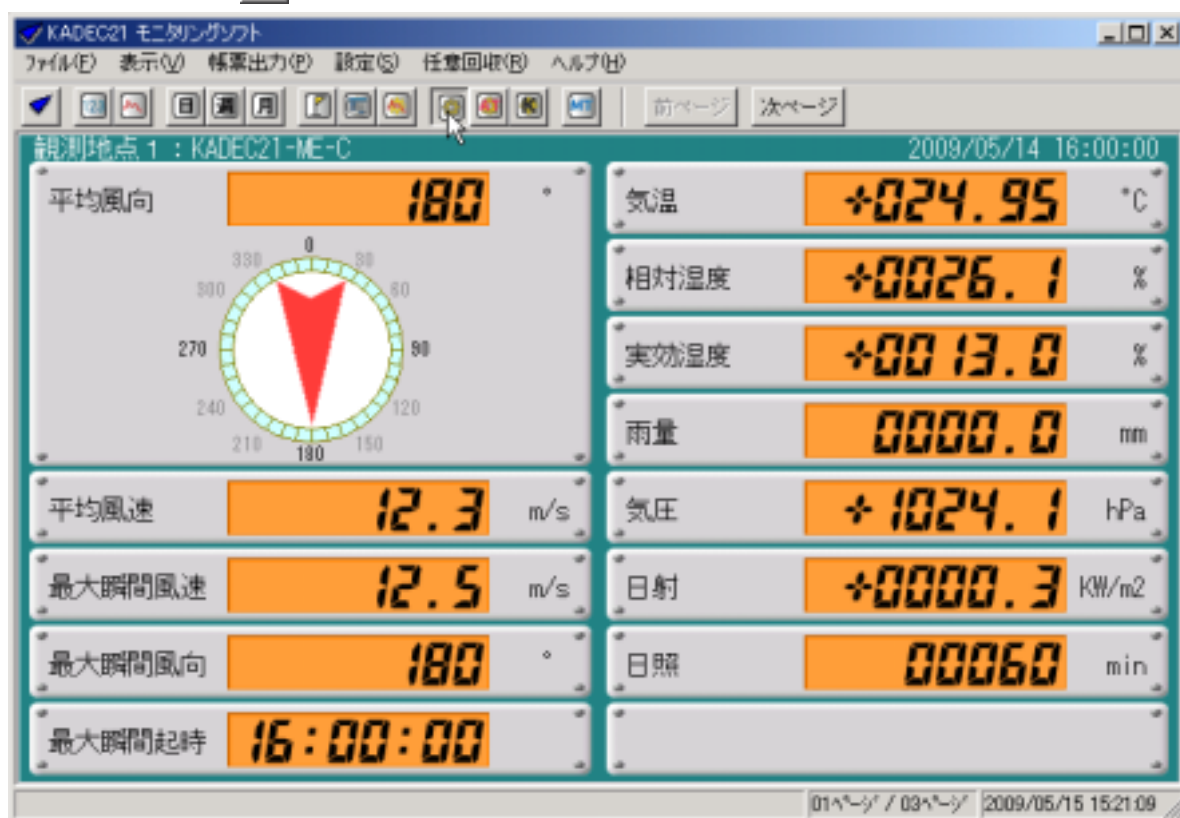 KADEC21 モニタリングソフト
ファイル(F) 表示(V) 帳票出力(P) 設定(S) 任意回収(R) ヘルプ(H)
日 週 月 MT 前ページ 次ページ
観測地点 1 : KADEC21-ME-C 2009/05/14 16:00:00
平均風向 180 °
0
330 30
300 60
270 90
240 120
210 150
180
平均風速 12.3 m/s
最大瞬間風速 12.5 m/s
最大瞬間風向 180 °
最大瞬間起時 16:00:00
気温 +024.95 °C
相対湿度 +0026.1 %
実効湿度 +0013.0 %
雨量 0000.0 mm
気圧 +1024.1 hPa
日射 +0000.3 KW/m2
日照 00060 min
01ページ / 03ページ 2009/05/15 15:21:09